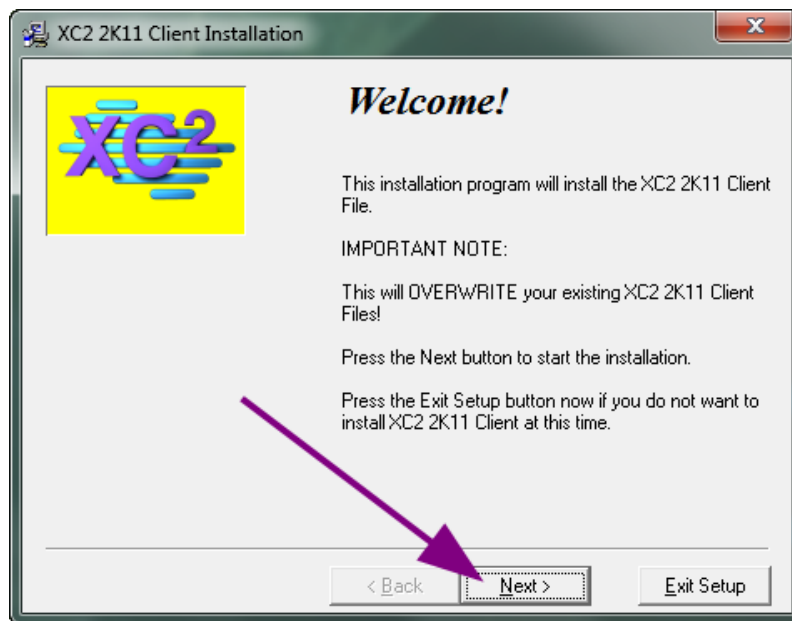 XC2 2K11 Client Installation
X
XC2
Welcome!
This installation program will install the XC2 2K11 Client
File.
IMPORTANT NOTE:
This will OVERWRITE your existing XC2 2K11 Client
Files!
Press the Next button to start the installation.
Press the Exit Setup button now if you do not want to
install XC2 2K11 Client at this time.
< Back
Next >
Exit Setup